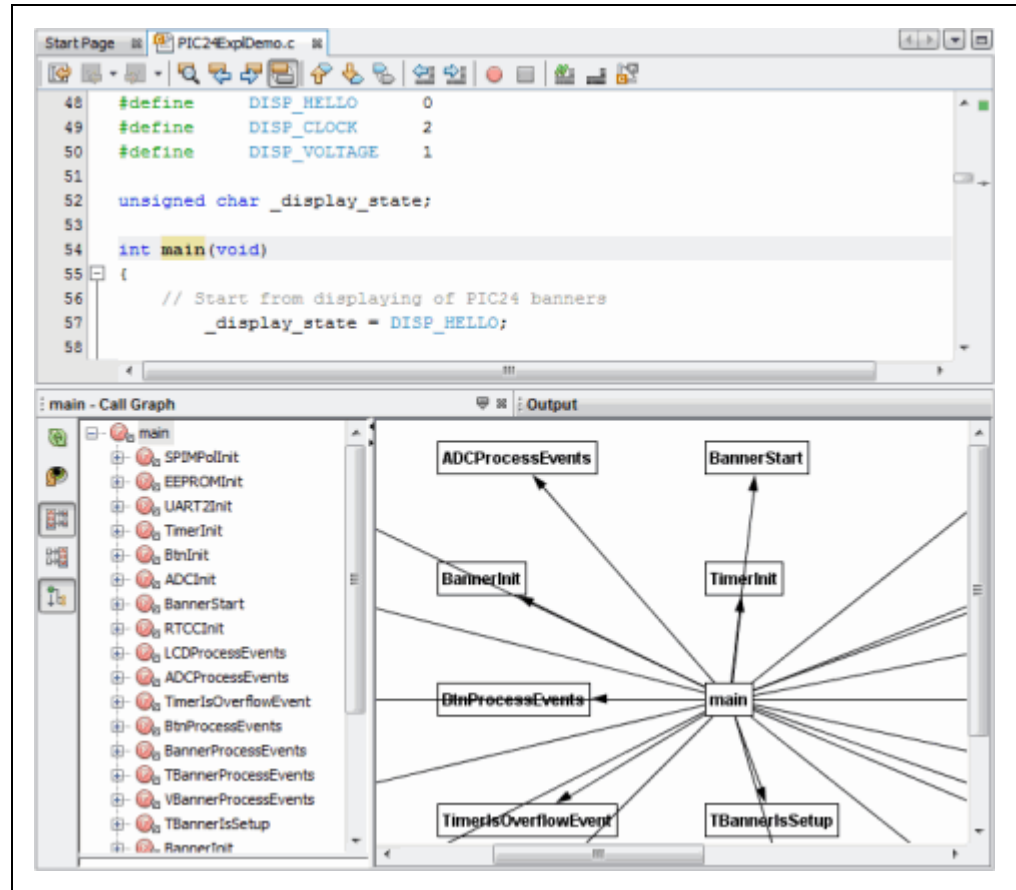 Start Page PIC24ExplDemo.c
48 #define DISP_HELLO 0
49 #define DISP_CLOCK 2
50 #define DISP_VOLTAGE 1
51
52 unsigned char _display_state;
53
54 int main(void)
55 {
56 // Start from displaying of PIC24 banners
57 _display_state = DISP_HELLO;
58
main - Call Graph
Output
main
SPIMPolInit
EEPROMInit
UART2Init
TimerInit
BtnInit
ADCInit
BannerStart
RTCCInit
LCDProcessEvents
ADCProcessEvents
TimerIsOverflowEvent
BtnProcessEvents
BannerProcessEvents
TBannerProcessEvents
VBannerProcessEvents
TBannerIsSetup
BannerInit
ADCProcessEvents BannerStart
BannerInit TimerInit
BtnProcessEvents main
TimerIsOverflowEvent TBannerIsSetup